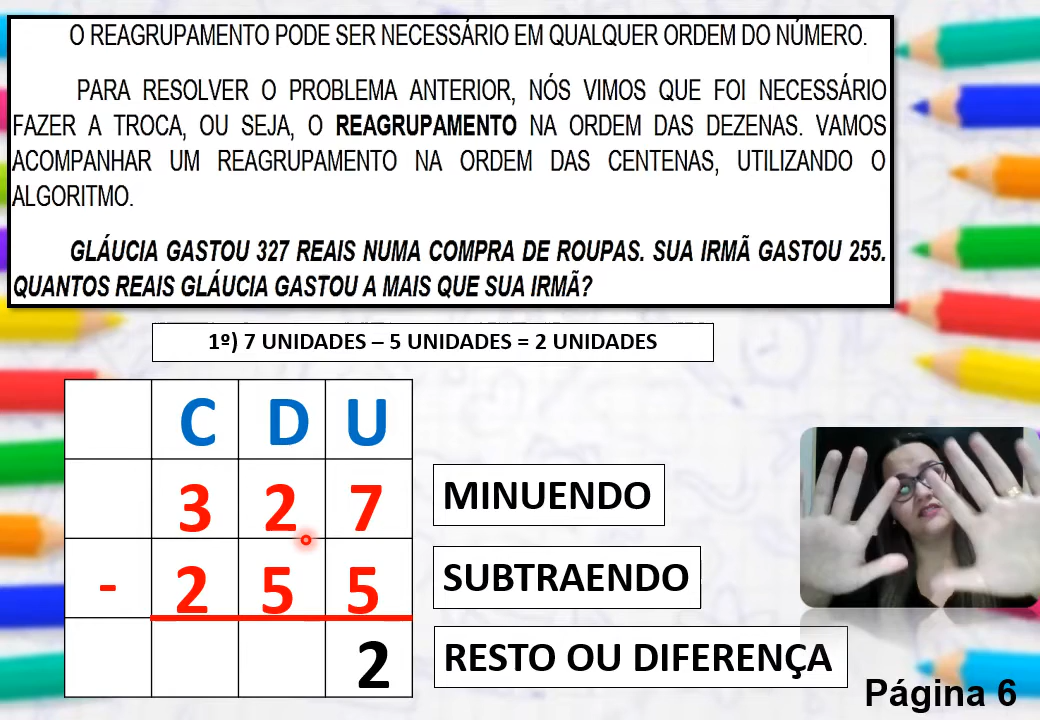 O REAGRUPAMENTO PODE SER NECESSÁRIO EM QUALQUER ORDEM DO NÚMERO.
PARA RESOLVER O PROBLEMA ANTERIOR, NÓS VIMOS QUE FOI NECESSÁRIO
FAZER A TROCA, OU SEJA, O REAGRUPAMENTO NA ORDEM DAS DEZENAS. VAMOS
ACOMPANHAR UM REAGRUPAMENTO NA ORDEM DAS CENTENAS, UTILIZANDO O
ALGORITMO.
GLÁUCIA GASTOU 327 REAIS NUMA COMPRA DE ROUPAS. SUA IRMÃ GASTOU 255.
QUANTOS REAIS GLÁUCIA GASTOU A MAIS QUE SUA IRMÃ?
1º) 7 UNIDADES – 5 UNIDADES = 2 UNIDADES
C D U
3 2 7 MINUENDO
- 2 5 5 SUBTRAENDO
2 RESTO OU DIFERENÇA
Página 6